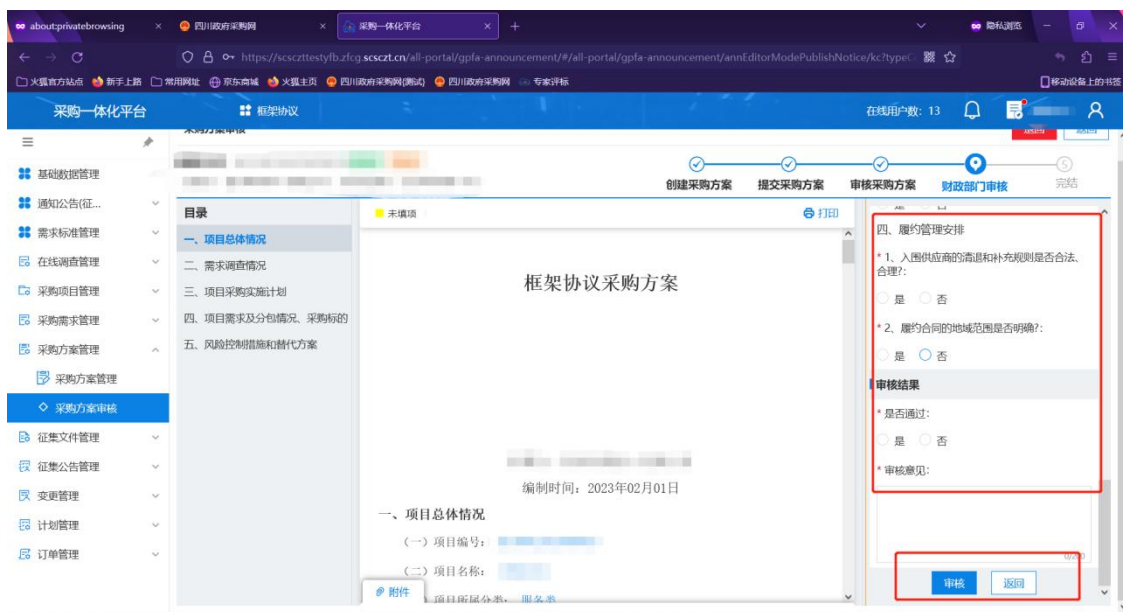 about:privatebrowsing
四川政府采购网
采购一体化平台
隐私浏览
https://scsczttestyfb.zfcg.scsczt.cn/all-portal/gpfa-announcement/#/all-portal/gpfa-announcement/annEditorModePublishNotice/kc?typeC
火狐官方站点
新手上路
常用网址
京东商城
火狐主页
四川政府采购网(测试)
四川政府采购网
专家评标
移动设备上的书签
采购一体化平台
框架协议
在线用户数: 13
采购方案审核
退回
返回
创建采购方案
提交采购方案
审核采购方案
财政部门审核
5
完结
基础数据管理
通知公告(征...
需求标准管理
在线调查管理
采购项目管理
采购需求管理
采购方案管理
采购方案管理
采购方案审核
征集文件管理
征集公告管理
变更管理
计划管理
订单管理
目录
一、项目总体情况
二、需求调查情况
三、项目采购实施计划
四、项目需求及分包情况、采购标的
五、风险控制措施和替代方案
未填项
打印
框架协议采购方案
编制时间：2023年02月01日
一、项目总体情况
（一）项目编号：
（二）项目名称：
）项目所属分类： 服务类
附件
是 否
四、履约管理安排
* 1、入围供应商的清退和补充规则是否合法、
合理?:
是 否
* 2、履约合同的地域范围是否明确?:
是 否
审核结果
* 是否通过:
是 否
* 审核意见:
0/200
审核
返回